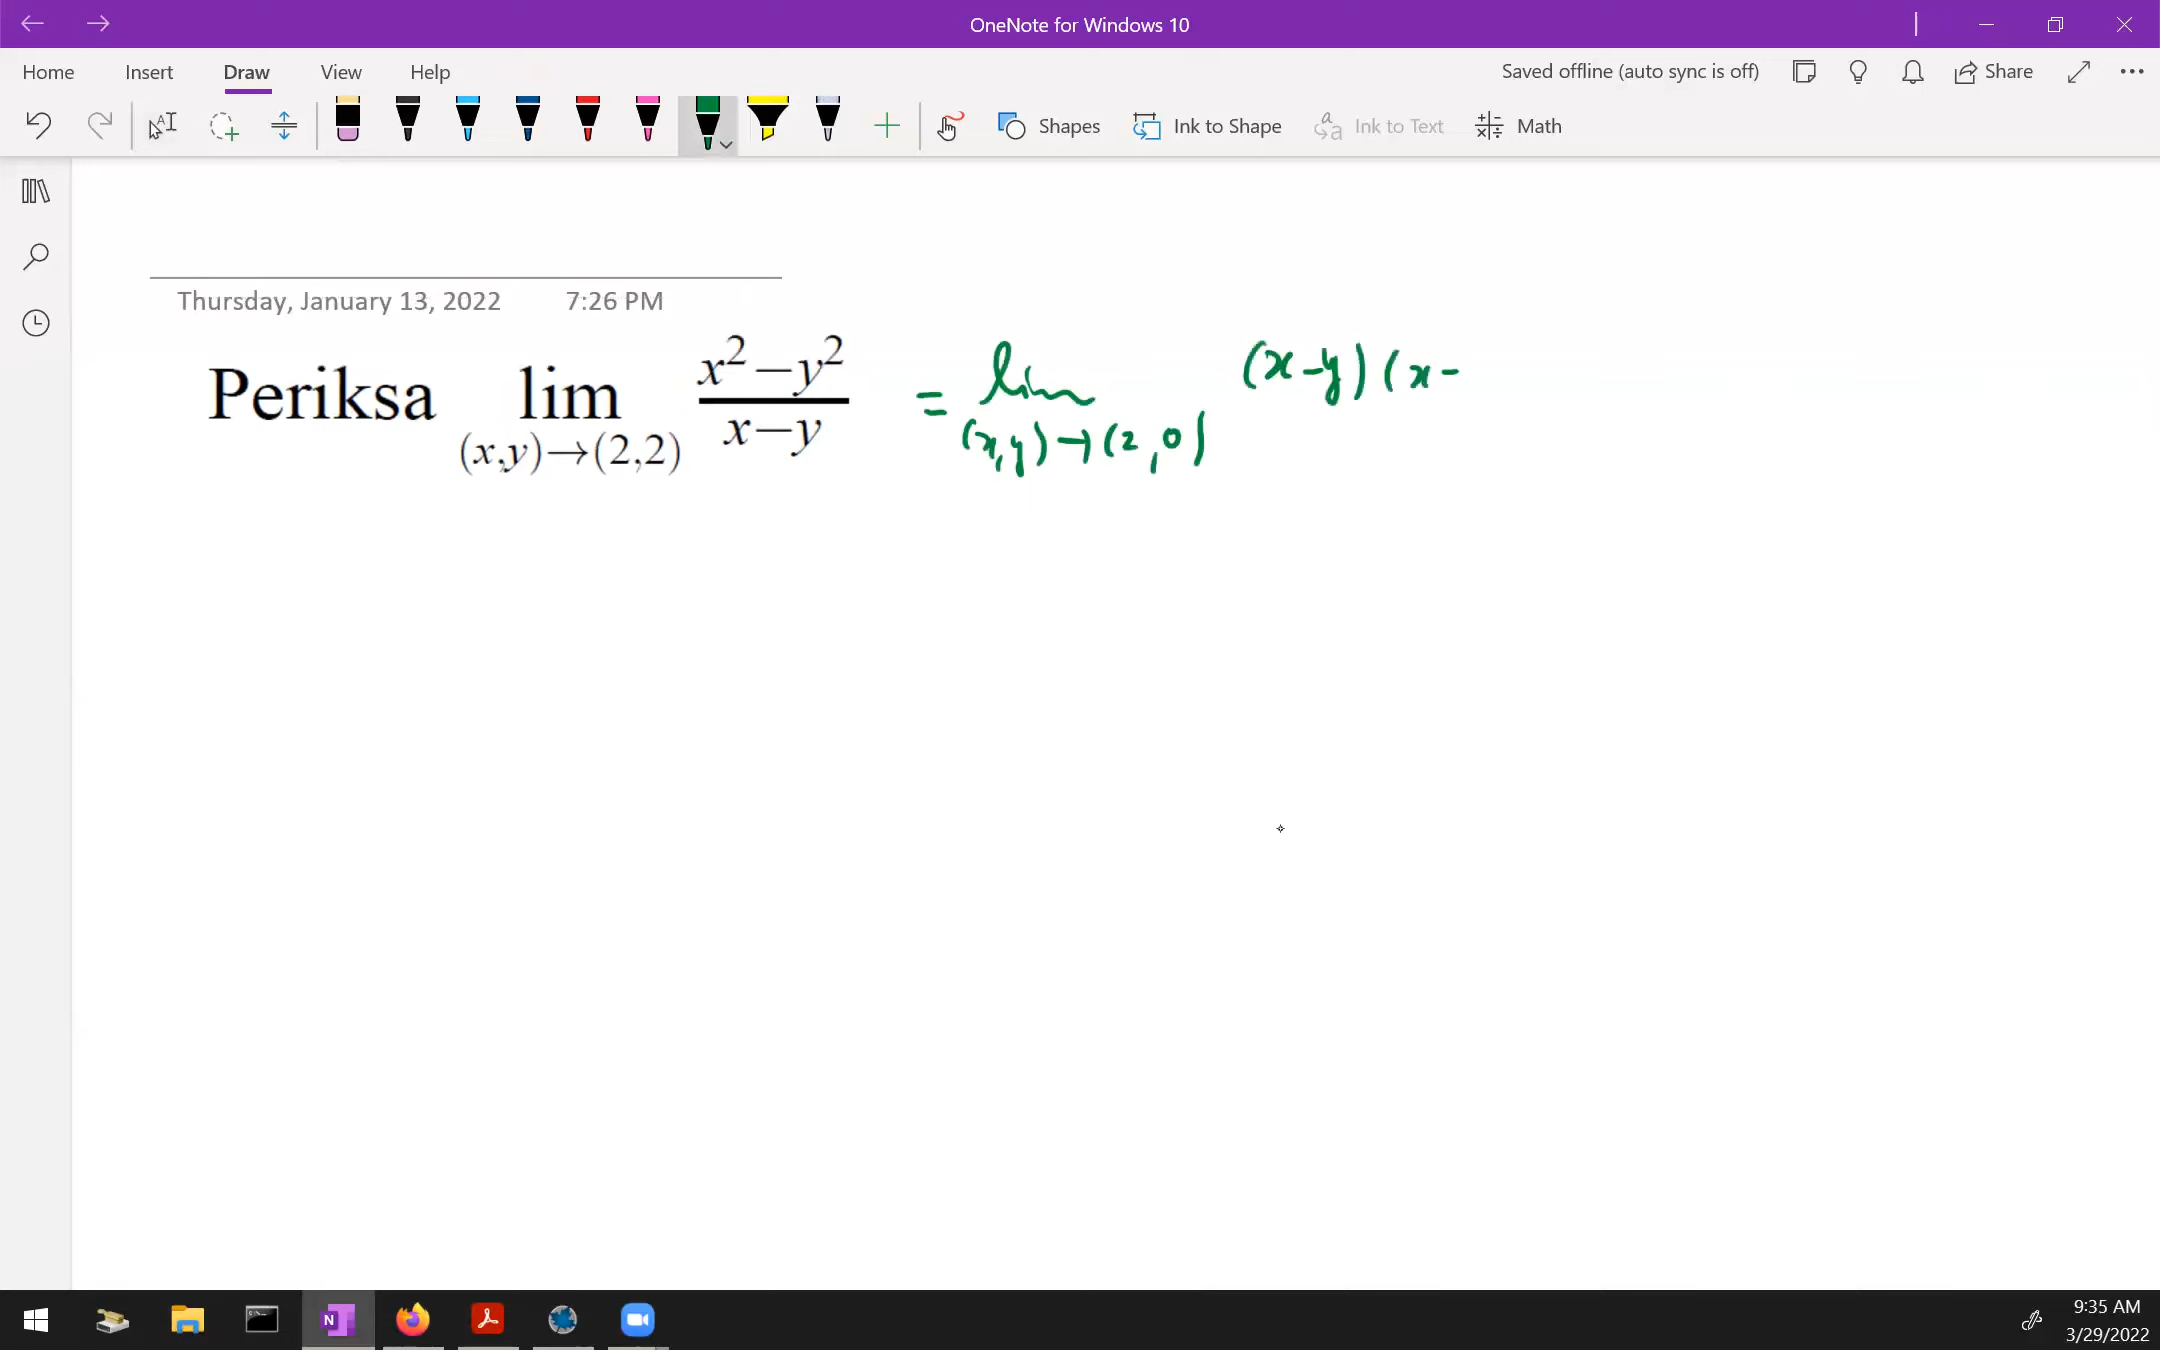 OneNote for Windows 10
Home Insert Draw View Help Saved offline (auto sync is off) Share
Shapes Ink to Shape Ink to Text Math
Thursday, January 13, 2022 7:26 PM
Periksa lim (x,y)→(2,2) x²−y² / x−y = lim (x,y)→(2,0) (x−y)(x−
9:35 AM
3/29/2022